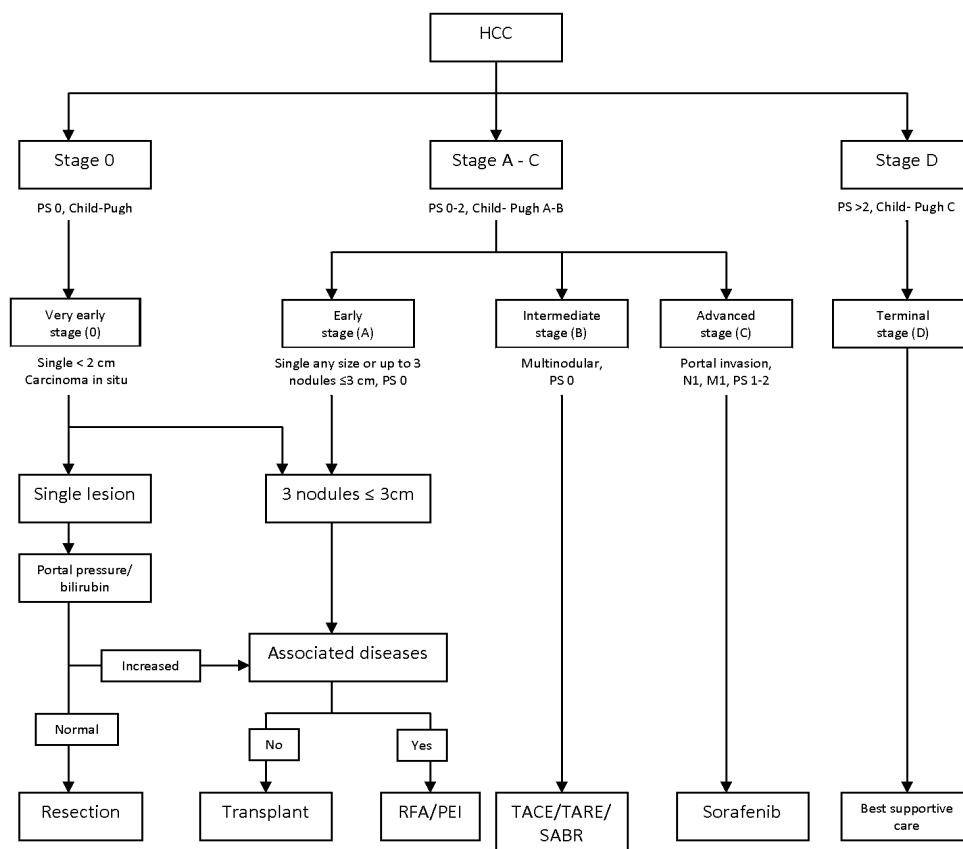 HCC
Stage 0
Stage A - C
Stage D
PS 0, Child-Pugh
PS 0-2, Child- Pugh A-B
PS >2, Child- Pugh C
Very early
stage (0)
Early
stage (A)
Intermediate
stage (B)
Advanced
stage (C)
Terminal
stage (D)
Single < 2 cm
Carcinoma in situ
Single any size or up to 3
nodules ≤3 cm, PS 0
Multinodular,
PS 0
Portal invasion,
N1, M1, PS 1-2
Single lesion
3 nodules ≤ 3cm
Portal pressure/
bilirubin
Associated diseases
Increased
Normal
No
Yes
Resection
Transplant
RFA/PEI
TACE/TARE/
SABR
Sorafenib
Best supportive
care